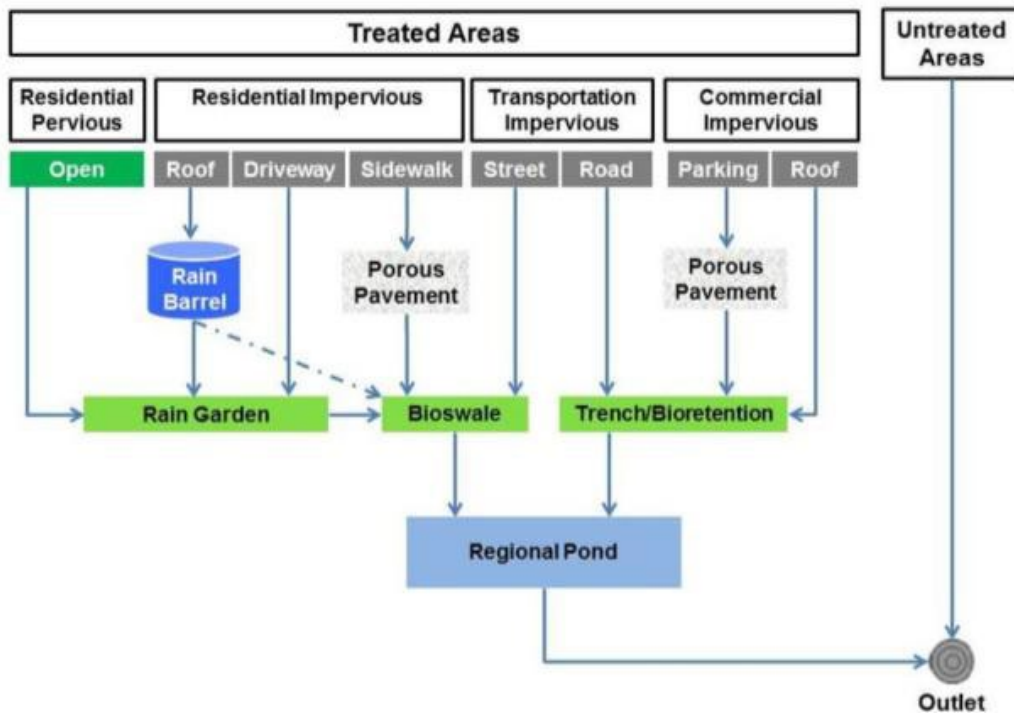 Treated Areas
Untreated
Areas
Residential
Pervious
Residential Impervious
Transportation
Impervious
Commercial
Impervious
Open
Roof
Driveway
Sidewalk
Street
Road
Parking
Roof
Rain
Barrel
Porous
Pavement
Porous
Pavement
Rain Garden
Bioswale
Trench/Bioretention
Regional Pond
Outlet